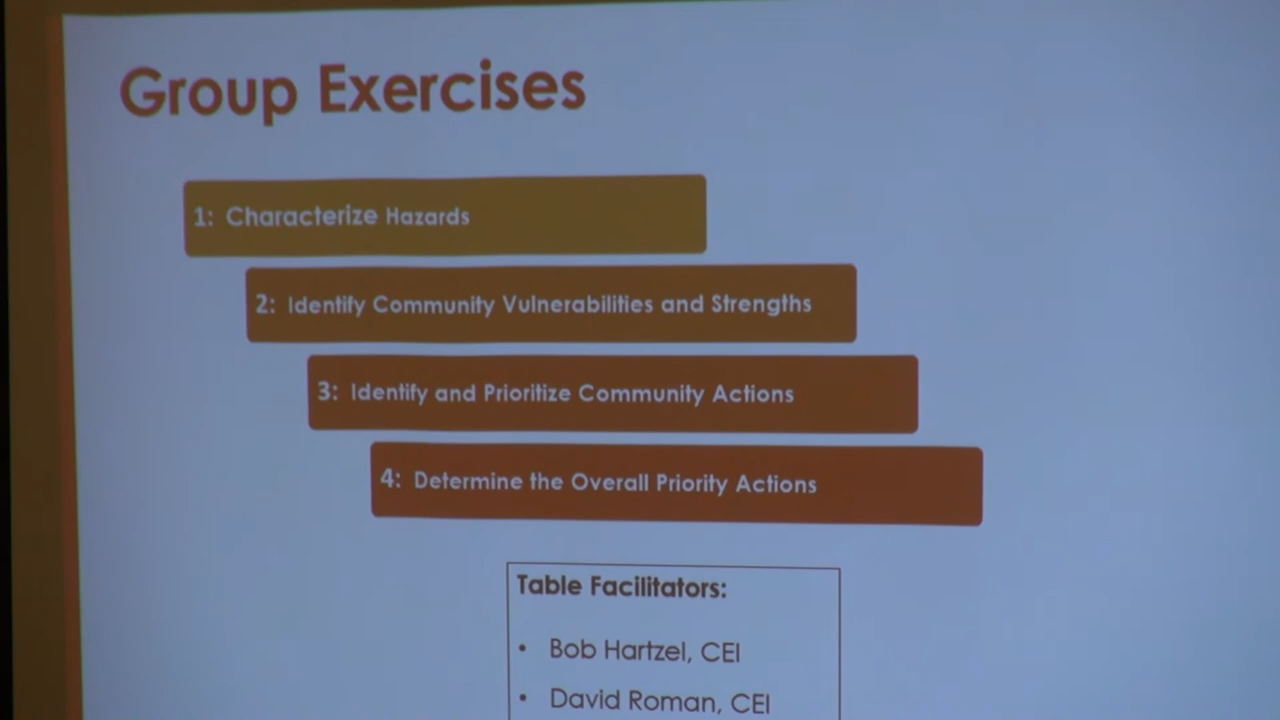 Group Exercises
1: Characterize Hazards
2: Identify Community Vulnerabilities and Strengths
3: Identify and Prioritize Community Actions
4: Determine the Overall Priority Actions
Table Facilitators:
• Bob Hartzel, CEI
• David Roman, CEI